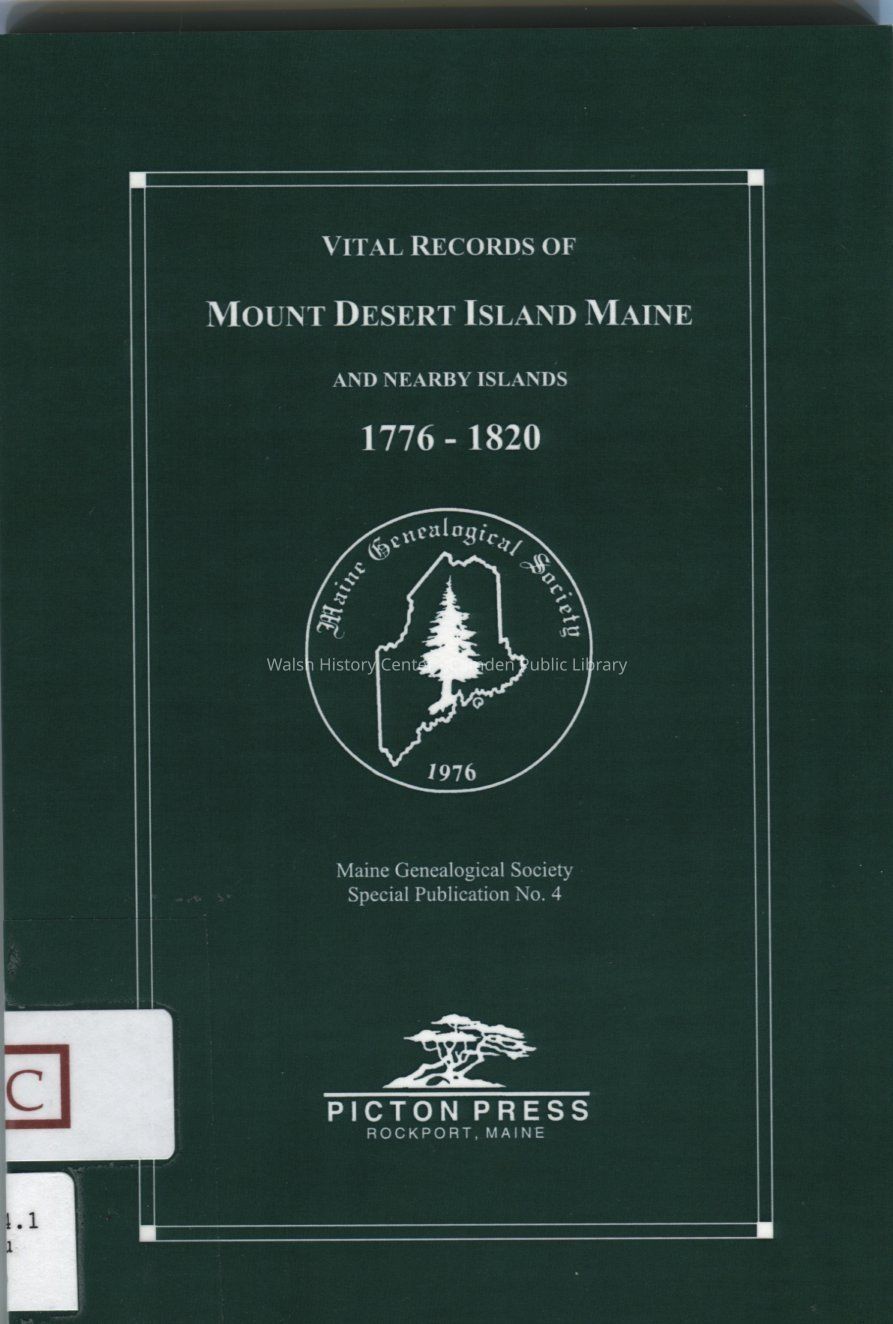 VITAL RECORDS OF
MOUNT DESERT ISLAND MAINE
AND NEARBY ISLANDS
1776 - 1820
Maine Genealogical Society
1976
Walsh History Center, Camden Public Library
Maine Genealogical Society
Special Publication No. 4
C
PICTON PRESS
ROCKPORT, MAINE
4.1